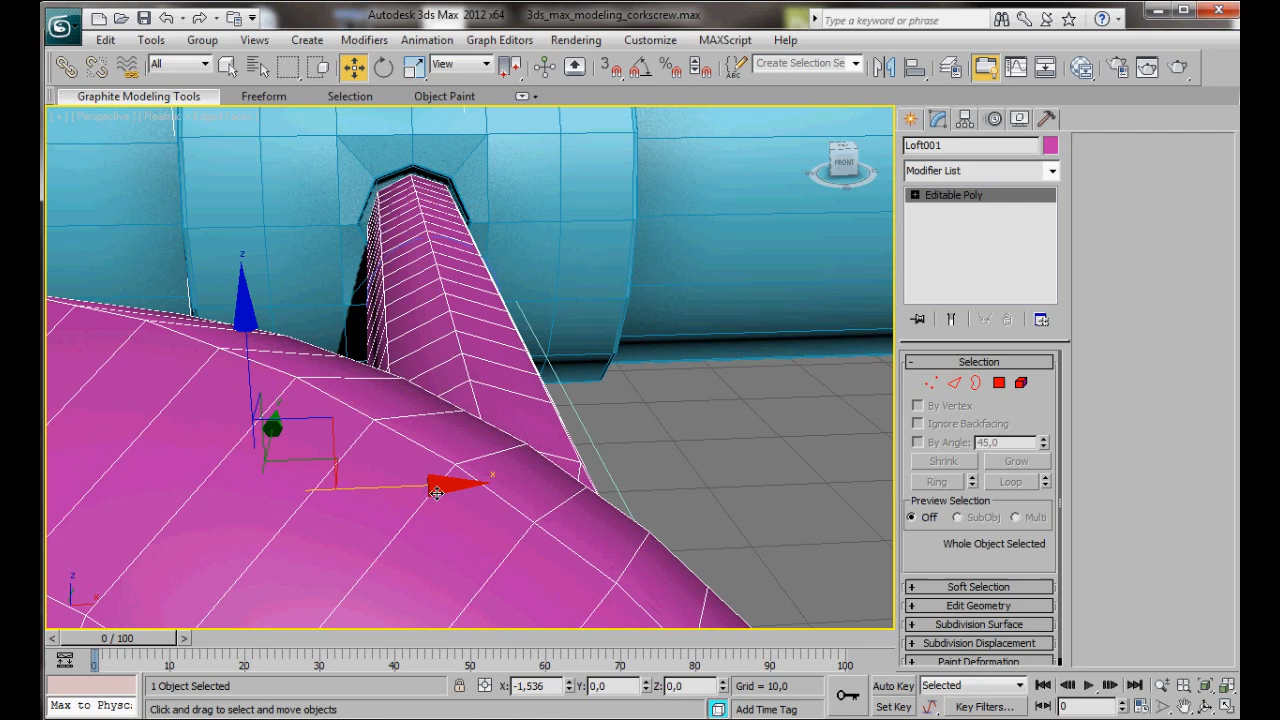 Autodesk 3ds Max 2012 x64 3ds_max_modeling_corkscrew.max
Type a keyword or phrase
Edit Tools Group Views Create Modifiers Animation Graph Editors Rendering Customize MAXScript Help
All View Create Selection Se
Graphite Modeling Tools Freeform Selection Object Paint
[ + ] [ Perspective ]
FRONT
z
x
z
x
Loft001
Modifier List
Editable Poly
Selection
By Vertex
Ignore Backfacing
By Angle: 45,0
Shrink Grow
Ring Loop
Preview Selection
Off SubObj Multi
Whole Object Selected
Soft Selection
Edit Geometry
Subdivision Surface
Subdivision Displacement
Paint Deformation
< 0 / 100 >
0 10 20 30 40 50 60 70 80 90 100
1 Object Selected X: -1,536 Y: 0,0 Z: 0,0 Grid = 10,0 Auto Key Selected
Max to Physc Click and drag to select and move objects Add Time Tag Set Key Key Filters... 0